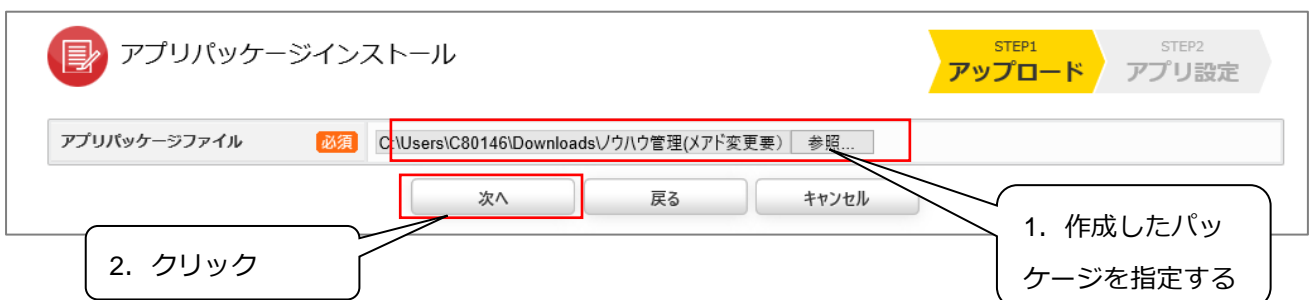 アプリパッケージインストール
STEP1
アップロード
STEP2
アプリ設定
アプリパッケージファイル 必須 C:\Users\C80146\Downloads\ノウハウ管理(メアド変更要) 参照...
次へ 戻る キャンセル
1. 作成したパッ
ケージを指定する
2. クリック